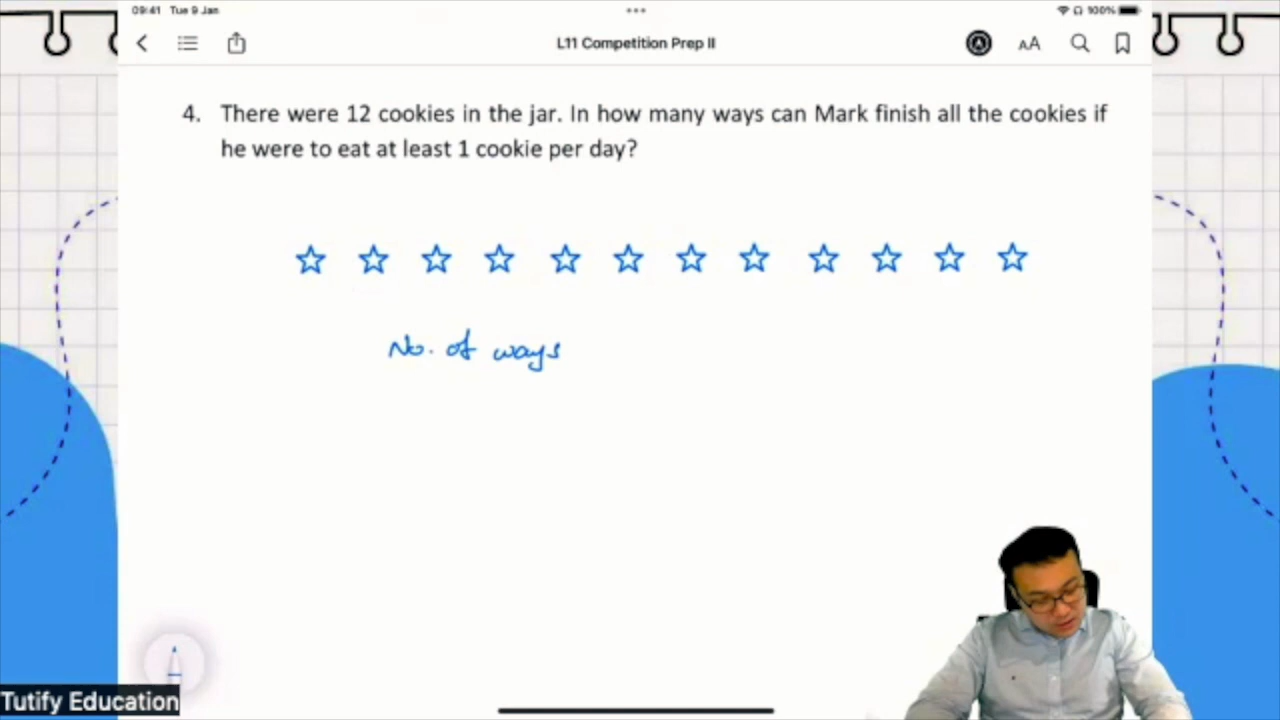 09:41 Tue 9 Jan
100%
L11 Competition Prep II
AA
4. There were 12 cookies in the jar. In how many ways can Mark finish all the cookies if
he were to eat at least 1 cookie per day?
No. of ways
Tutify Education